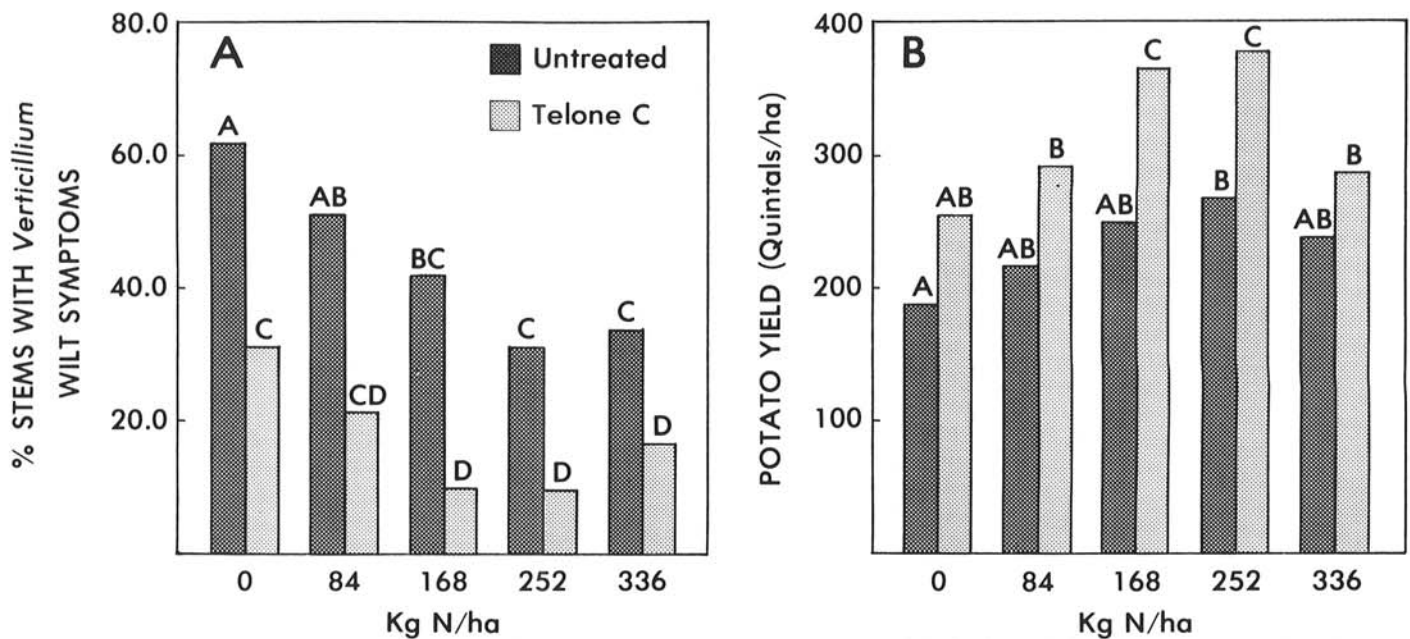 % STEMS WITH Verticillium
WILT SYMPTOMS
80.0
60.0
40.0
20.0
A
Untreated
Telone C
A
C
AB
CD
BC
D
C
D
C
D
0 84 168 252 336
Kg N/ha
POTATO YIELD (Quintals/ha)
400
300
200
100
B
A
AB
AB
B
AB
C
B
C
AB
B
0 84 168 252 336
Kg N/ha